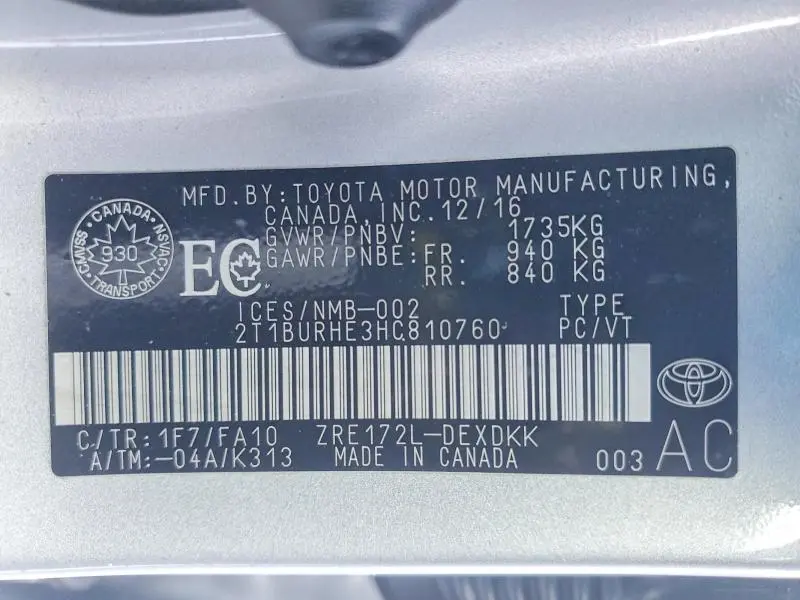 MFD.BY:TOYOTA MOTOR MANUFACTURING,
CANADA, INC.12/16
GVWR/PNBV: 1735KG
GAWR/PNBE:FR. 940 KG
RR. 840 KG
CANADA
CMVSS 930 NSVAC
TRANSPORT
EC
ICES/NMB-002 TYPE
2T1BURHE3HC810760 PC/VT
C/TR:1F7/FA10 ZRE172L-DEXDKK
A/TM:-04A/K313 MADE IN CANADA 003 AC